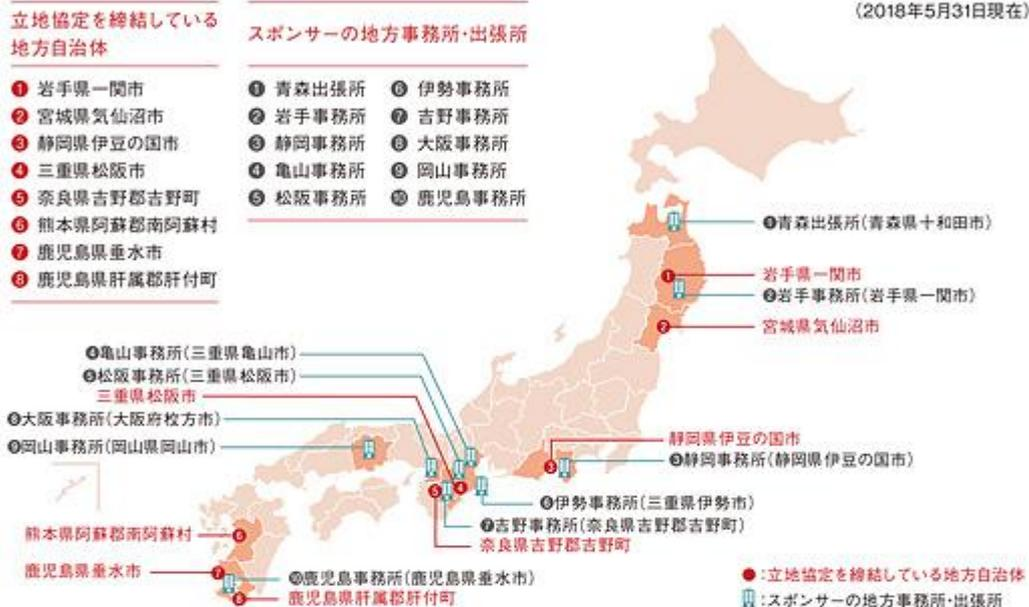 (2018年5月31日現在)
立地協定を締結している
地方自治体
❶ 岩手県一関市
❷ 宮城県気仙沼市
❸ 静岡県伊豆の国市
❹ 三重県松阪市
❺ 奈良県吉野郡吉野町
❻ 熊本県阿蘇郡南阿蘇村
❼ 鹿児島県垂水市
❽ 鹿児島県肝属郡肝付町
スポンサーの地方事務所・出張所
❶ 青森出張所
❷ 岩手事務所
❸ 静岡事務所
❹ 亀山事務所
❺ 松阪事務所
❻ 伊勢事務所
❼ 吉野事務所
❽ 大阪事務所
❾ 岡山事務所
❿ 鹿児島事務所
❶青森出張所(青森県十和田市)
岩手県一関市
❶
❷岩手事務所(岩手県一関市)
宮城県気仙沼市
❷
❹亀山事務所(三重県亀山市)
❺松阪事務所(三重県松阪市)
三重県松阪市
❽大阪事務所(大阪府枚方市)
❾岡山事務所(岡山県岡山市)
静岡県伊豆の国市
❸
❸静岡事務所(静岡県伊豆の国市)
❺
❹
❻伊勢事務所(三重県伊勢市)
❼吉野事務所(奈良県吉野郡吉野町)
奈良県吉野郡吉野町
熊本県阿蘇郡南阿蘇村
❻
鹿児島県垂水市
❼
❿鹿児島事務所(鹿児島県垂水市)
❽
鹿児島県肝属郡肝付町
●:立地協定を締結している地方自治体
:スポンサーの地方事務所・出張所